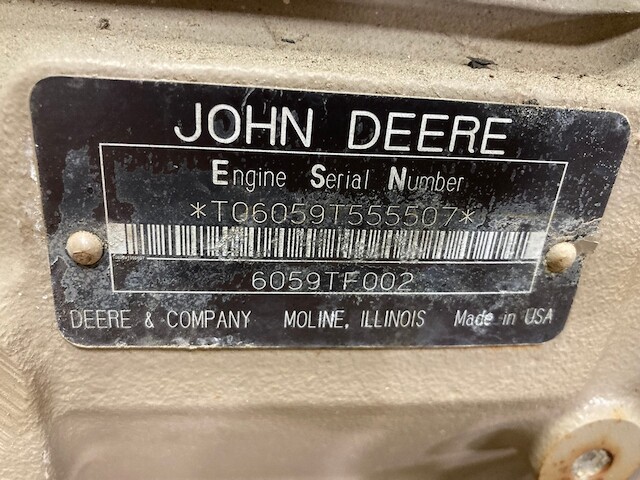 JOHN DEERE
Engine Serial Number
*T06059T555507*
6059TF002
DEERE & COMPANY MOLINE, ILLINOIS Made in USA